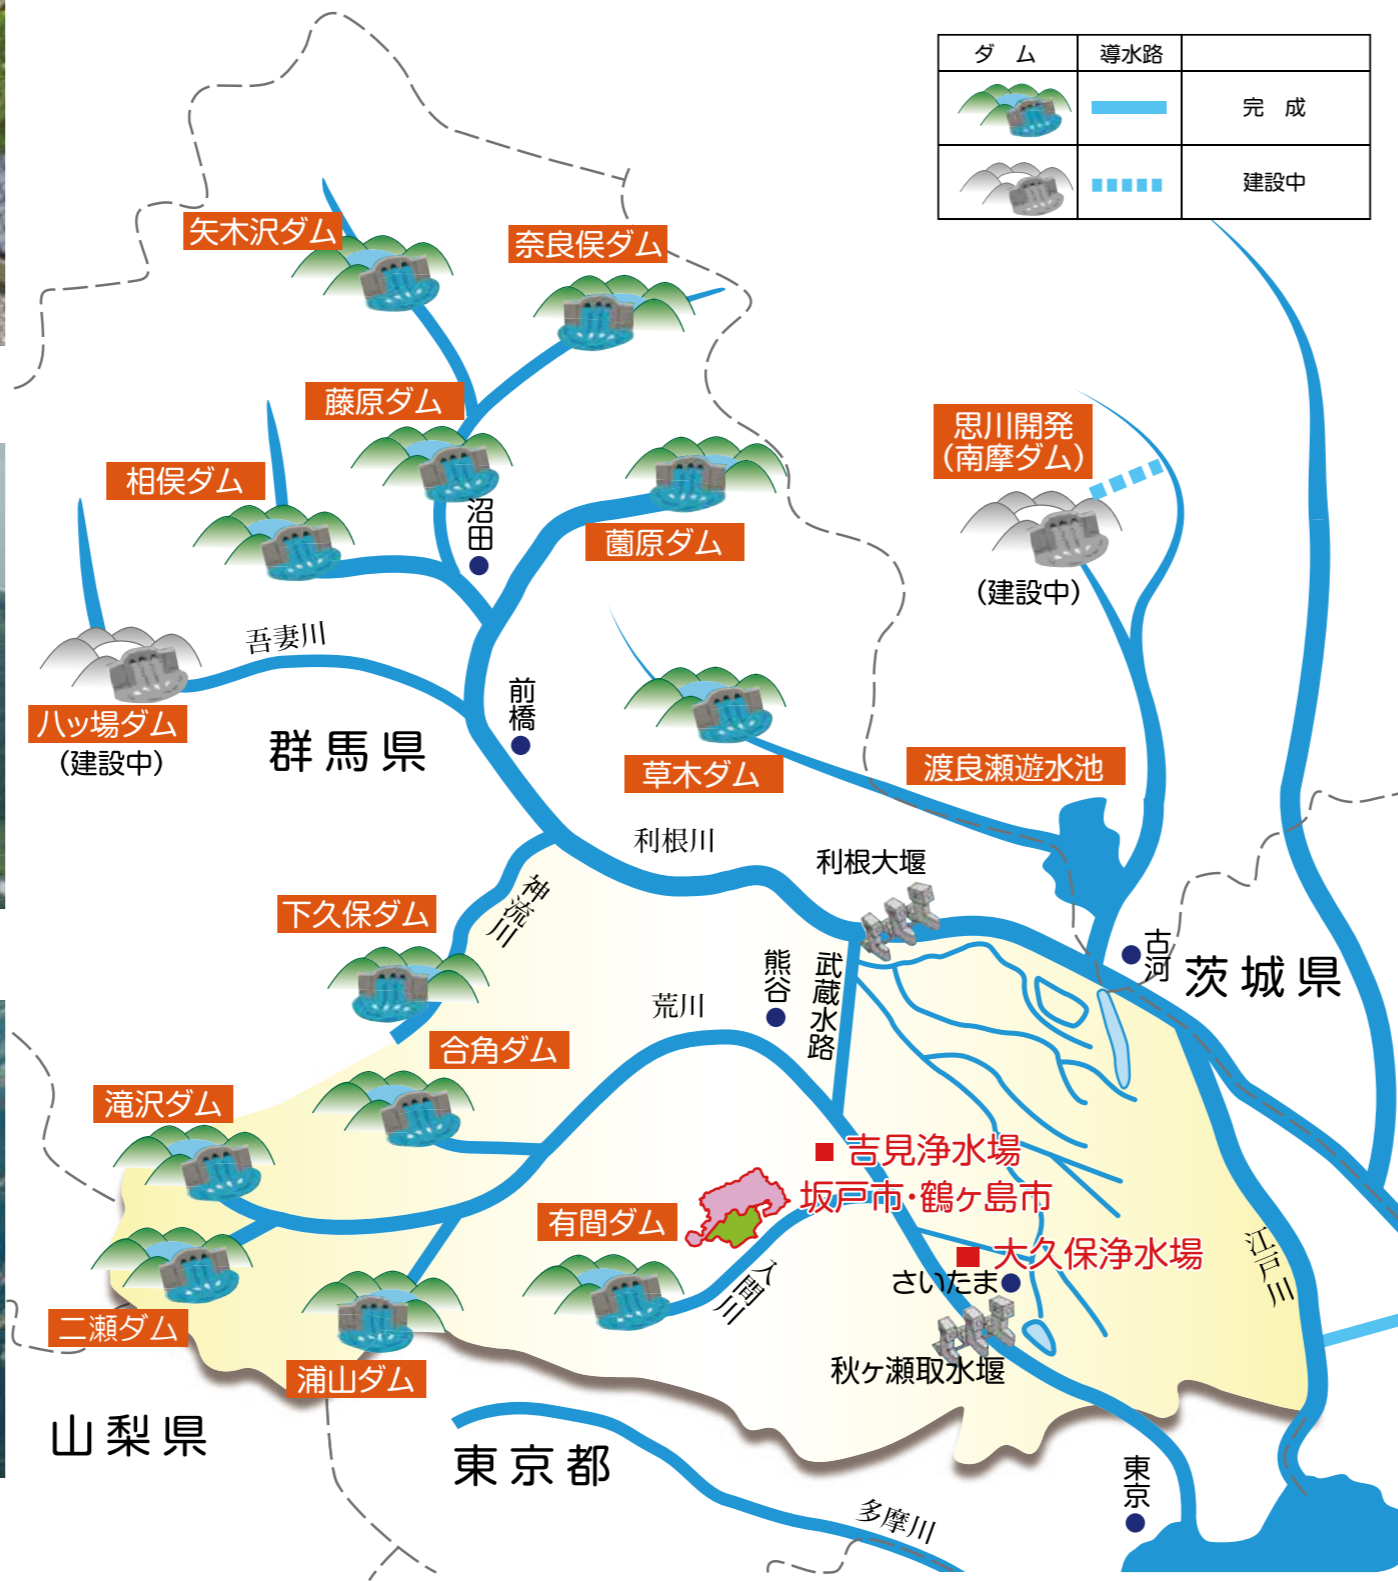 ダム 導水路
完成
建設中
矢木沢ダム
奈良俣ダム
藤原ダム
相俣ダム
沼田
薗原ダム
思川開発
(南摩ダム)
(建設中)
吾妻川
八ッ場ダム
(建設中)
群馬県
前橋
草木ダム
渡良瀬遊水池
利根川
利根大堰
神流川
下久保ダム
熊谷
武蔵水路
古河
茨城県
荒川
合角ダム
滝沢ダム
吉見浄水場
坂戸市・鶴ヶ島市
有間ダム
入間川
大久保浄水場
さいたま
江戸川
二瀬ダム
浦山ダム
秋ヶ瀬取水堰
山梨県
東京都
東京
多摩川